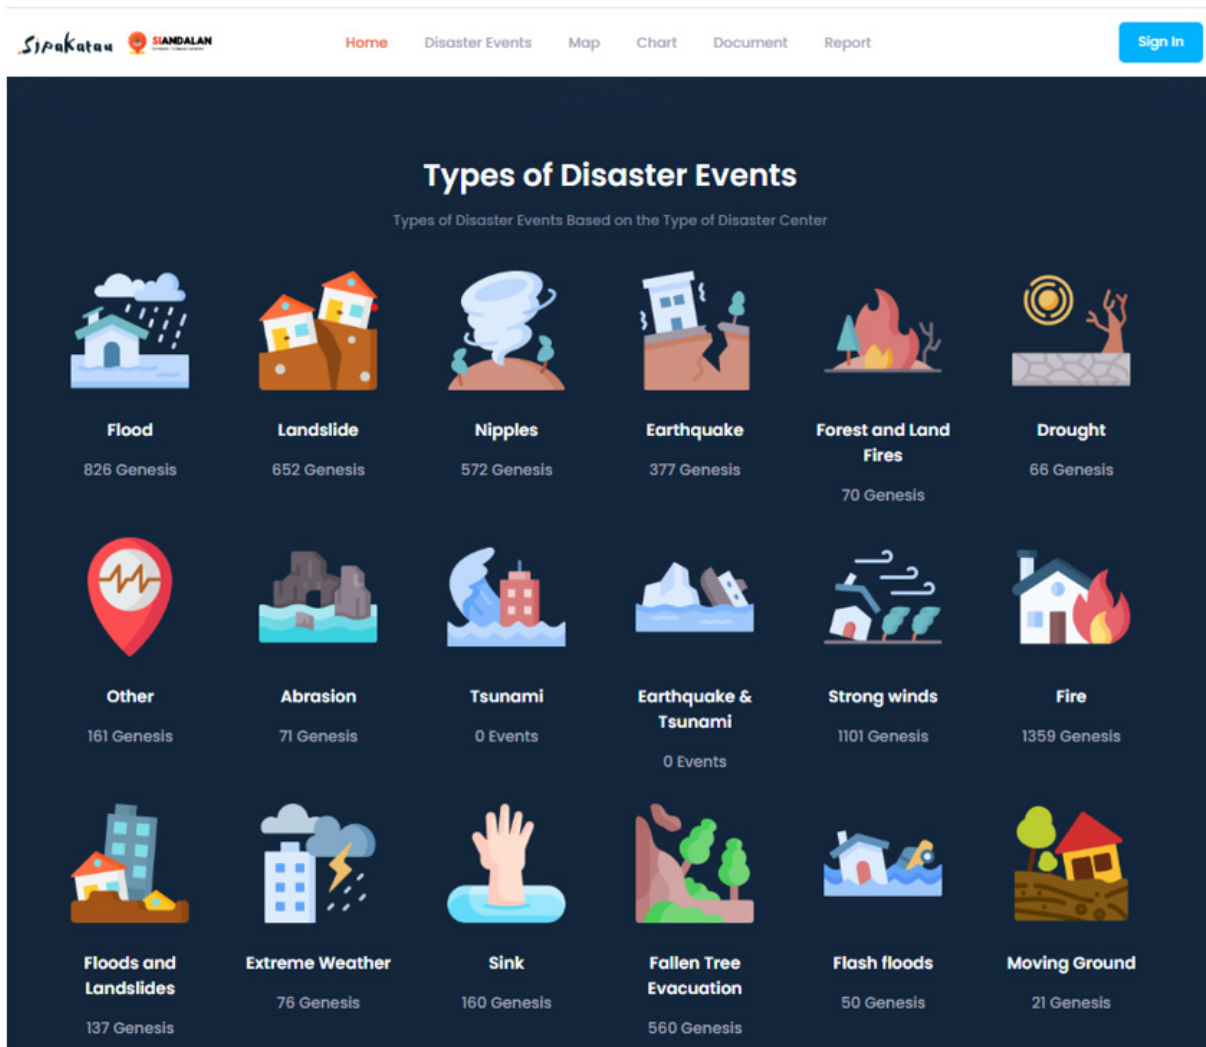 Sipakatau SIANDALAN Home Disaster Events Map Chart Document Report Sign In
Types of Disaster Events
Types of Disaster Events Based on the Type of Disaster Center
Flood
826 Genesis
Landslide
652 Genesis
Nipples
572 Genesis
Earthquake
377 Genesis
Forest and Land
Fires
70 Genesis
Drought
66 Genesis
Other
161 Genesis
Abrasion
71 Genesis
Tsunami
0 Events
Earthquake &
Tsunami
0 Events
Strong winds
1101 Genesis
Fire
1359 Genesis
Floods and
Landslides
137 Genesis
Extreme Weather
76 Genesis
Sink
160 Genesis
Fallen Tree
Evacuation
560 Genesis
Flash floods
50 Genesis
Moving Ground
21 Genesis